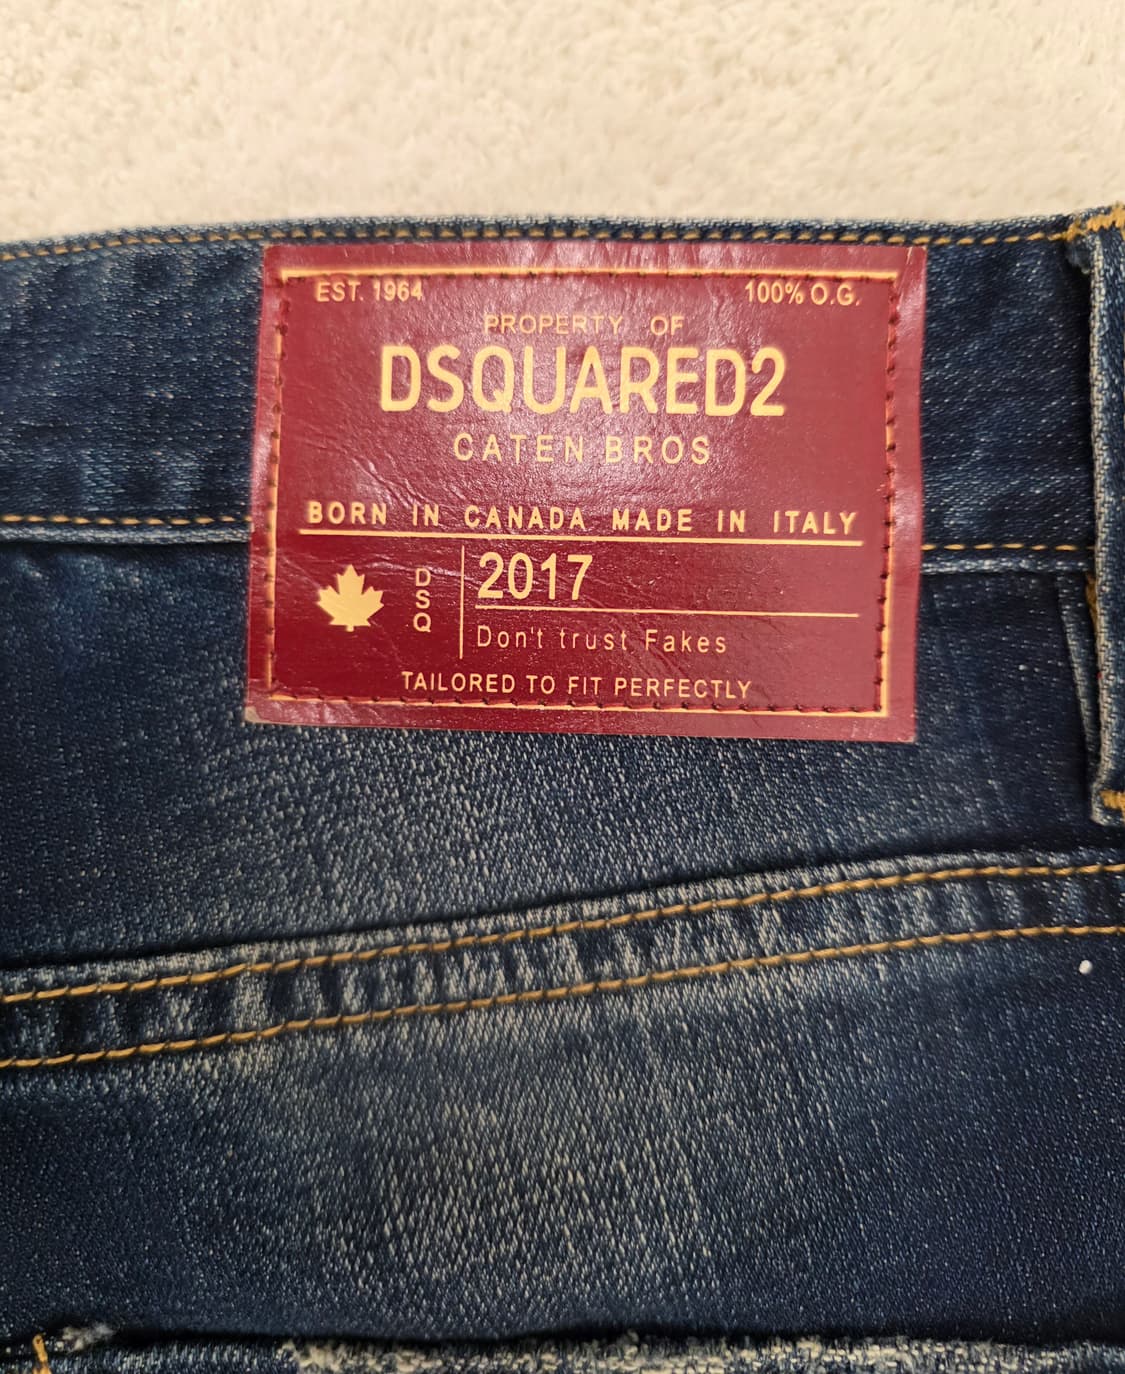 EST. 1964 100% O.G.
PROPERTY OF
DSQUARED2
CATEN BROS
BORN IN CANADA MADE IN ITALY
DSQ
2017
Don't trust Fakes
TAILORED TO FIT PERFECTLY